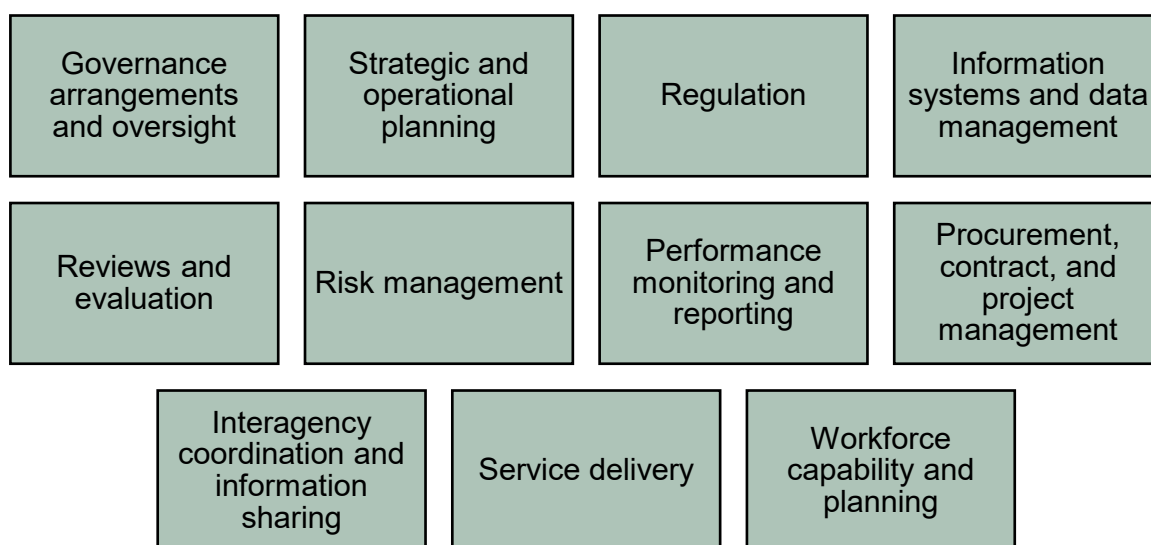 Governance
arrangements
and oversight
Strategic and
operational
planning
Regulation
Information
systems and data
management
Reviews and
evaluation
Risk management
Performance
monitoring and
reporting
Procurement,
contract, and
project
management
Interagency
coordination and
information
sharing
Service delivery
Workforce
capability and
planning